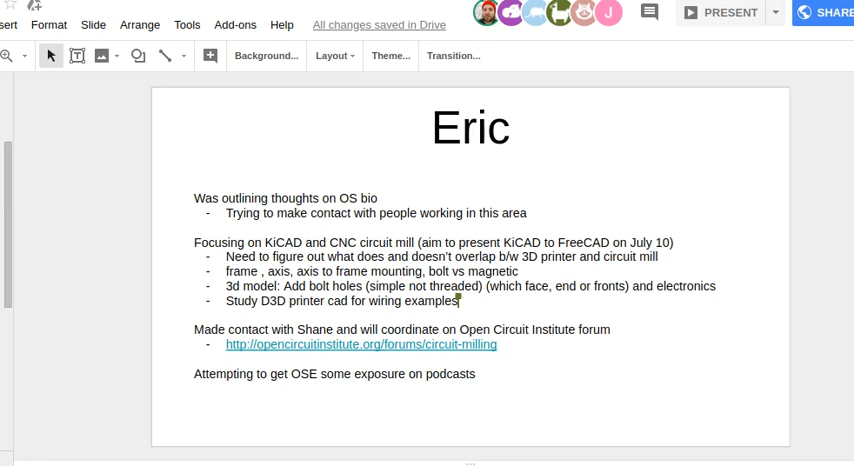 sert Format Slide Arrange Tools Add-ons Help All changes saved in Drive PRESENT SHARE
J
Background... Layout Theme... Transition...
Eric
Was outlining thoughts on OS bio
- Trying to make contact with people working in this area
Focusing on KiCAD and CNC circuit mill (aim to present KiCAD to FreeCAD on July 10)
- Need to figure out what does and doesn't overlap b/w 3D printer and circuit mill
- frame , axis, axis to frame mounting, bolt vs magnetic
- 3d model: Add bolt holes (simple not threaded) (which face, end or fronts) and electronics
- Study D3D printer cad for wiring examples
Made contact with Shane and will coordinate on Open Circuit Institute forum
- http://opencircuitinstitute.org/forums/circuit-milling
Attempting to get OSE some exposure on podcasts